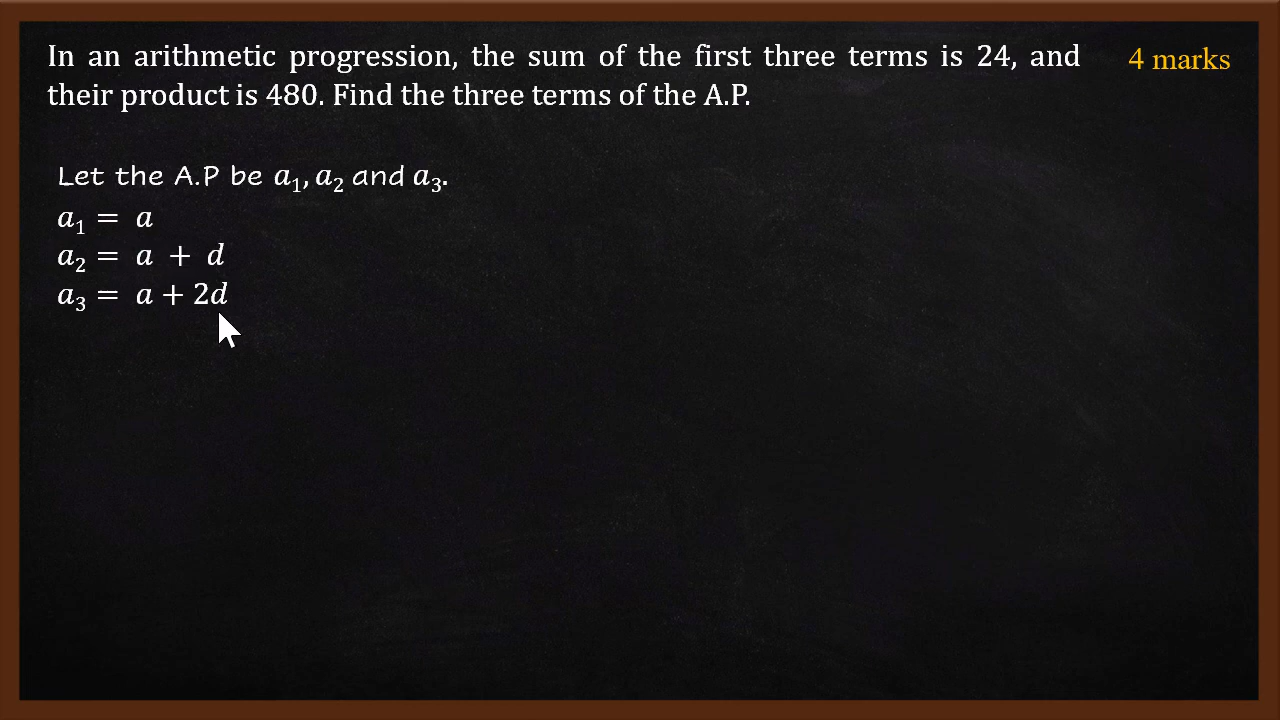 In an arithmetic progression, the sum of the first three terms is 24, and
their product is 480. Find the three terms of the A.P.
4 marks
Let the A.P be a₁, a₂ and a₃.
a₁ = a
a₂ = a + d
a₃ = a + 2d